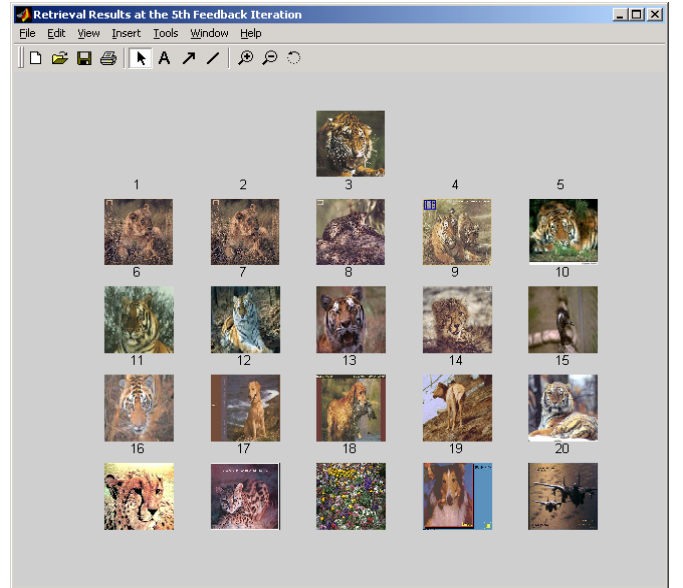 Retrieval Results at the 5th Feedback Iteration
File Edit View Insert Tools Window Help
1 2 3 4 5
6 7 8 9 10
11 12 13 14 15
16 17 18 19 20